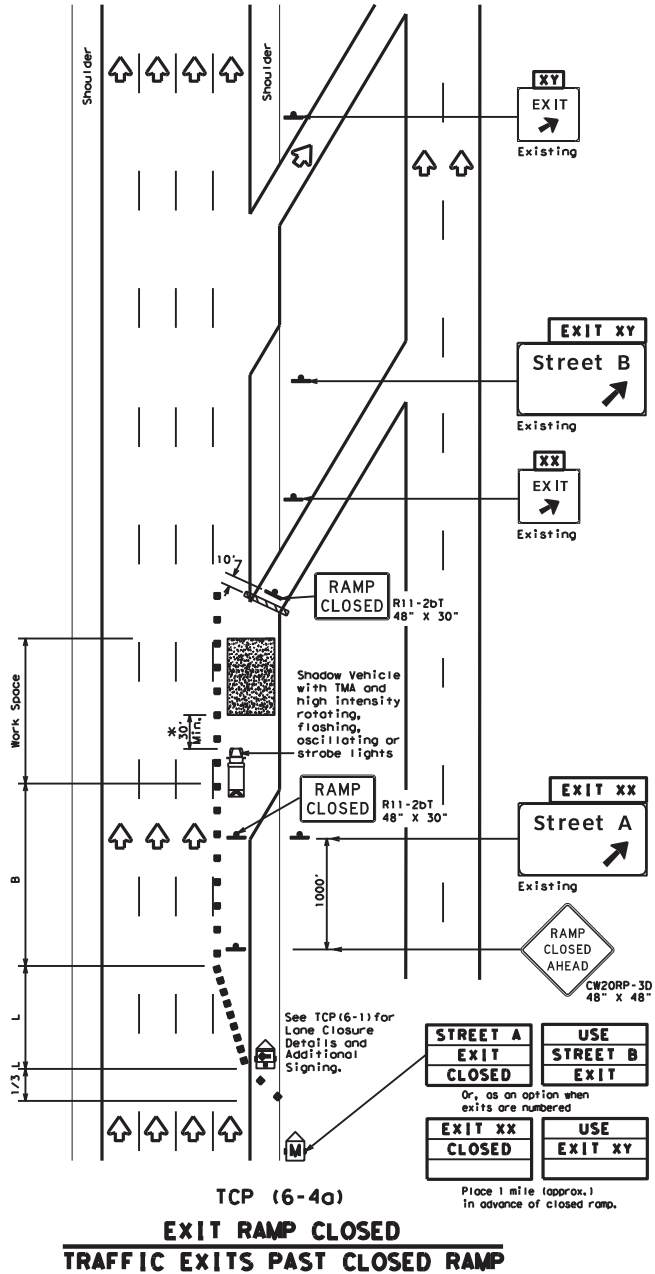 Shoulder
Shoulder
XY
EXIT
Existing
EXIT XY
Street B
Existing
XX
EXIT
Existing
10'
RAMP
CLOSED
R11-2bT
48" X 30"
Work Space
*
30'
Min.
Shadow Vehicle
with TMA and
high intensity
rotating,
flashing,
oscillating or
strobe lights
RAMP
CLOSED
R11-2bT
48" X 30"
EXIT XX
Street A
Existing
B
1000'
RAMP
CLOSED
AHEAD
CW20RP-3D
48" X 48"
L
1/3 L
See TCP(6-1)for
Lane Closure
Details and
Additional
Signing.
STREET A
EXIT
CLOSED
USE
STREET B
EXIT
Or, as an option when
exits are numbered
EXIT XX
CLOSED
USE
EXIT XY
M
Place 1 mile (approx.)
in advance of closed ramp.
TCP (6-4a)
EXIT RAMP CLOSED
TRAFFIC EXITS PAST CLOSED RAMP